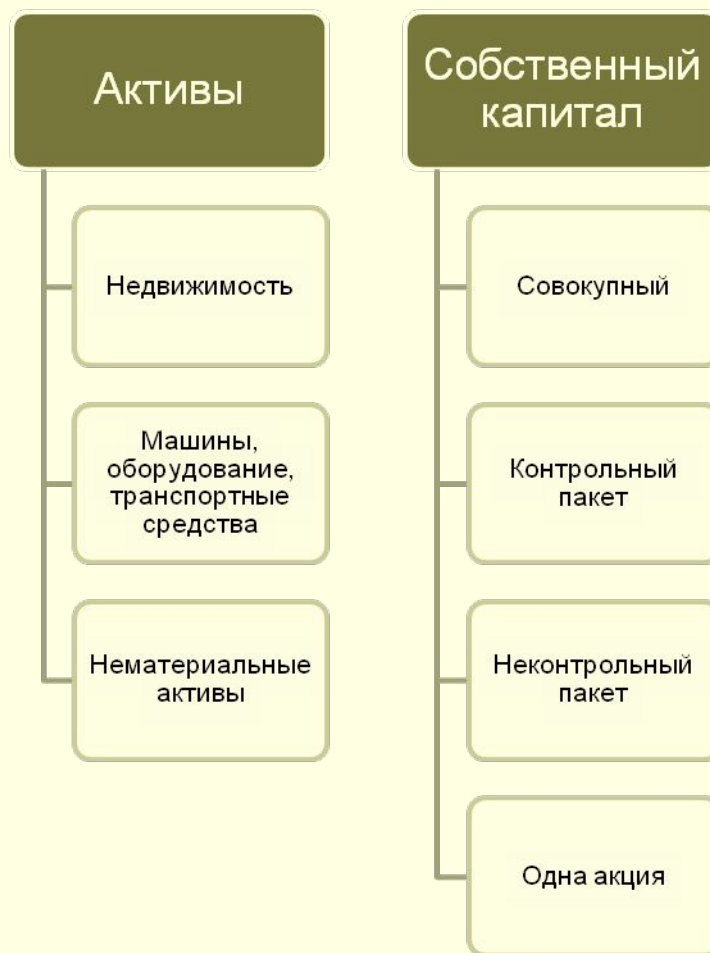 Активы
Недвижимость
Машины,
оборудование,
транспортные
средства
Нематериальные
активы
Собственный
капитал
Совокупный
Контрольный
пакет
Неконтрольный
пакет
Одна акция